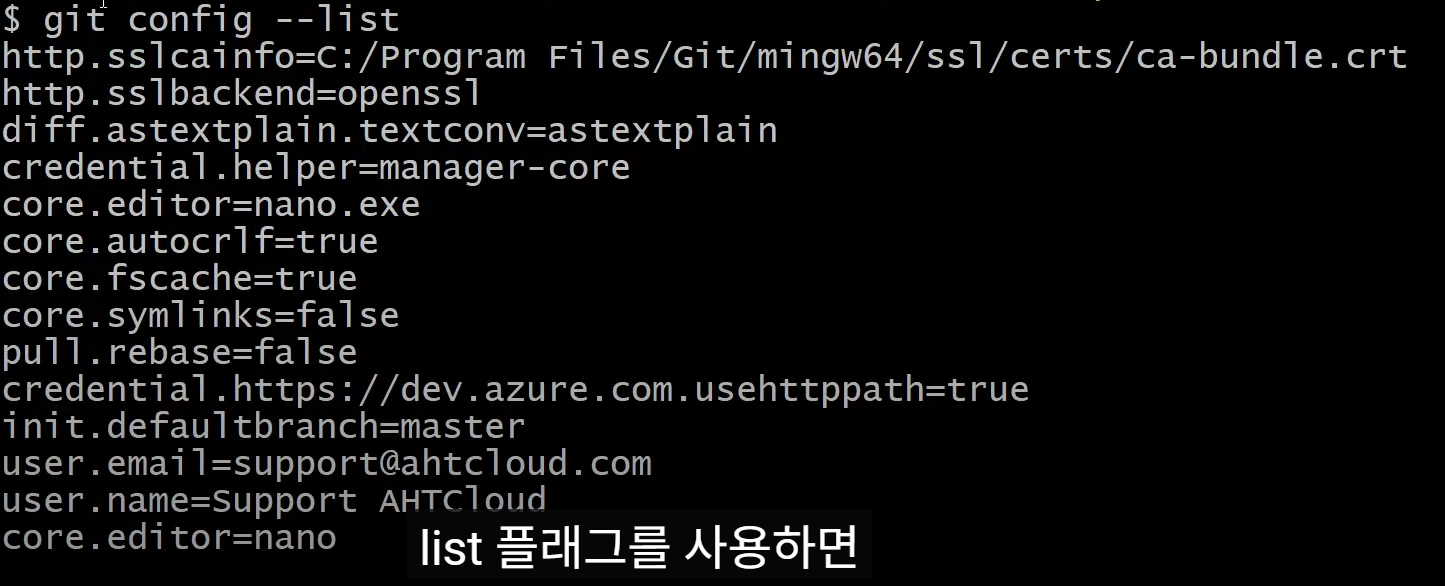 $ git config --list
http.sslcainfo=C:/Program Files/Git/mingw64/ssl/certs/ca-bundle.crt
http.sslbackend=openssl
diff.astextplain.textconv=astextplain
credential.helper=manager-core
core.editor=nano.exe
core.autocrlf=true
core.fscache=true
core.symlinks=false
pull.rebase=false
credential.https://dev.azure.com.usehttppath=true
init.defaultbranch=master
user.email=support@ahtcloud.com
user.name=Support AHTCloud
core.editor=nano
list 플래그를 사용하면